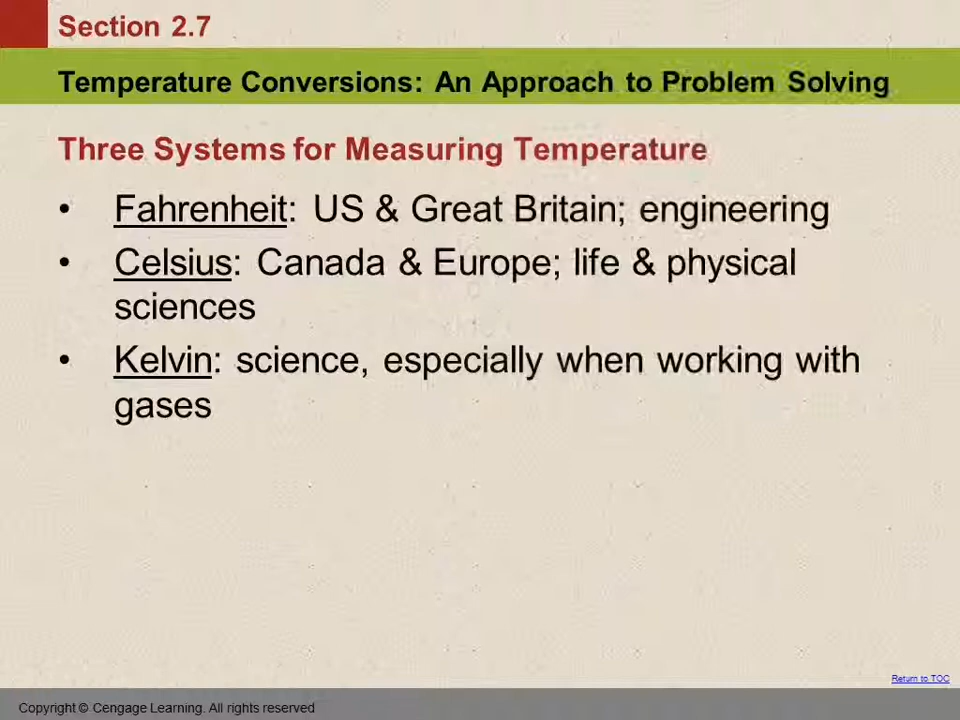 Section 2.7
Temperature Conversions: An Approach to Problem Solving
Three Systems for Measuring Temperature
• Fahrenheit: US & Great Britain; engineering
• Celsius: Canada & Europe; life & physical
sciences
• Kelvin: science, especially when working with
gases
Return to TOC
Copyright © Cengage Learning. All rights reserved